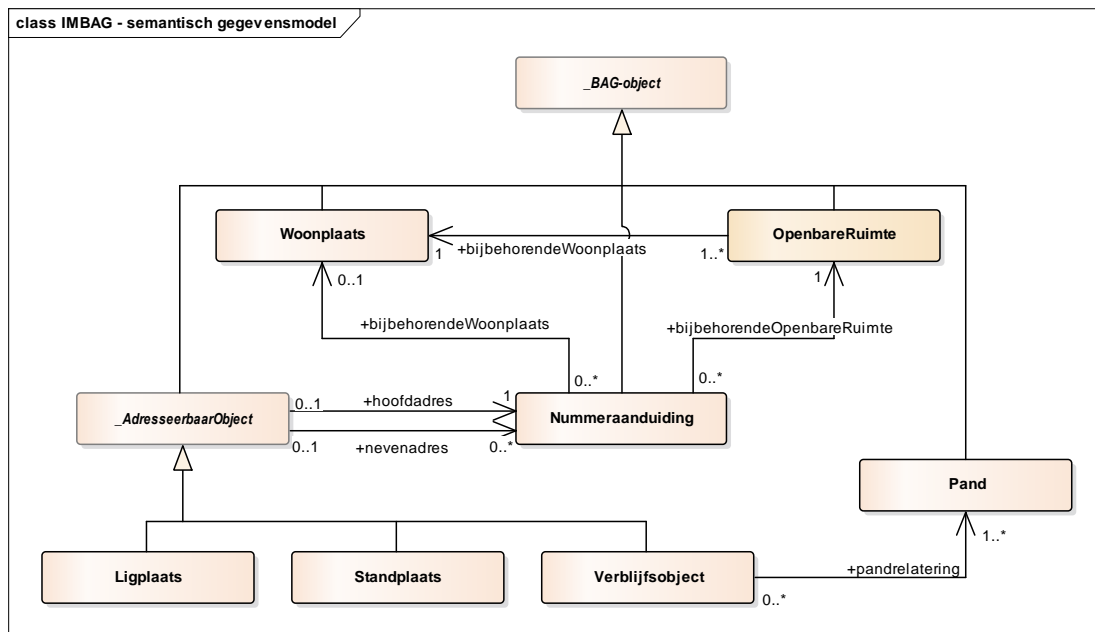 class IMBAG - semantisch gegevensmodel
_BAG-object
Woonplaats
OpenbareRuimte
+bijbehorendeWoonplaats
1
1..*
0..1
1
+bijbehorendeWoonplaats
+bijbehorendeOpenbareRuimte
0..*
0..*
_AdresseerbaarObject
0..1
+hoofdadres
1
Nummeraanduiding
0..1
+nevenadres
0..*
Pand
1..*
Ligplaats
Standplaats
Verblijfsobject
+pandrelatering
0..*